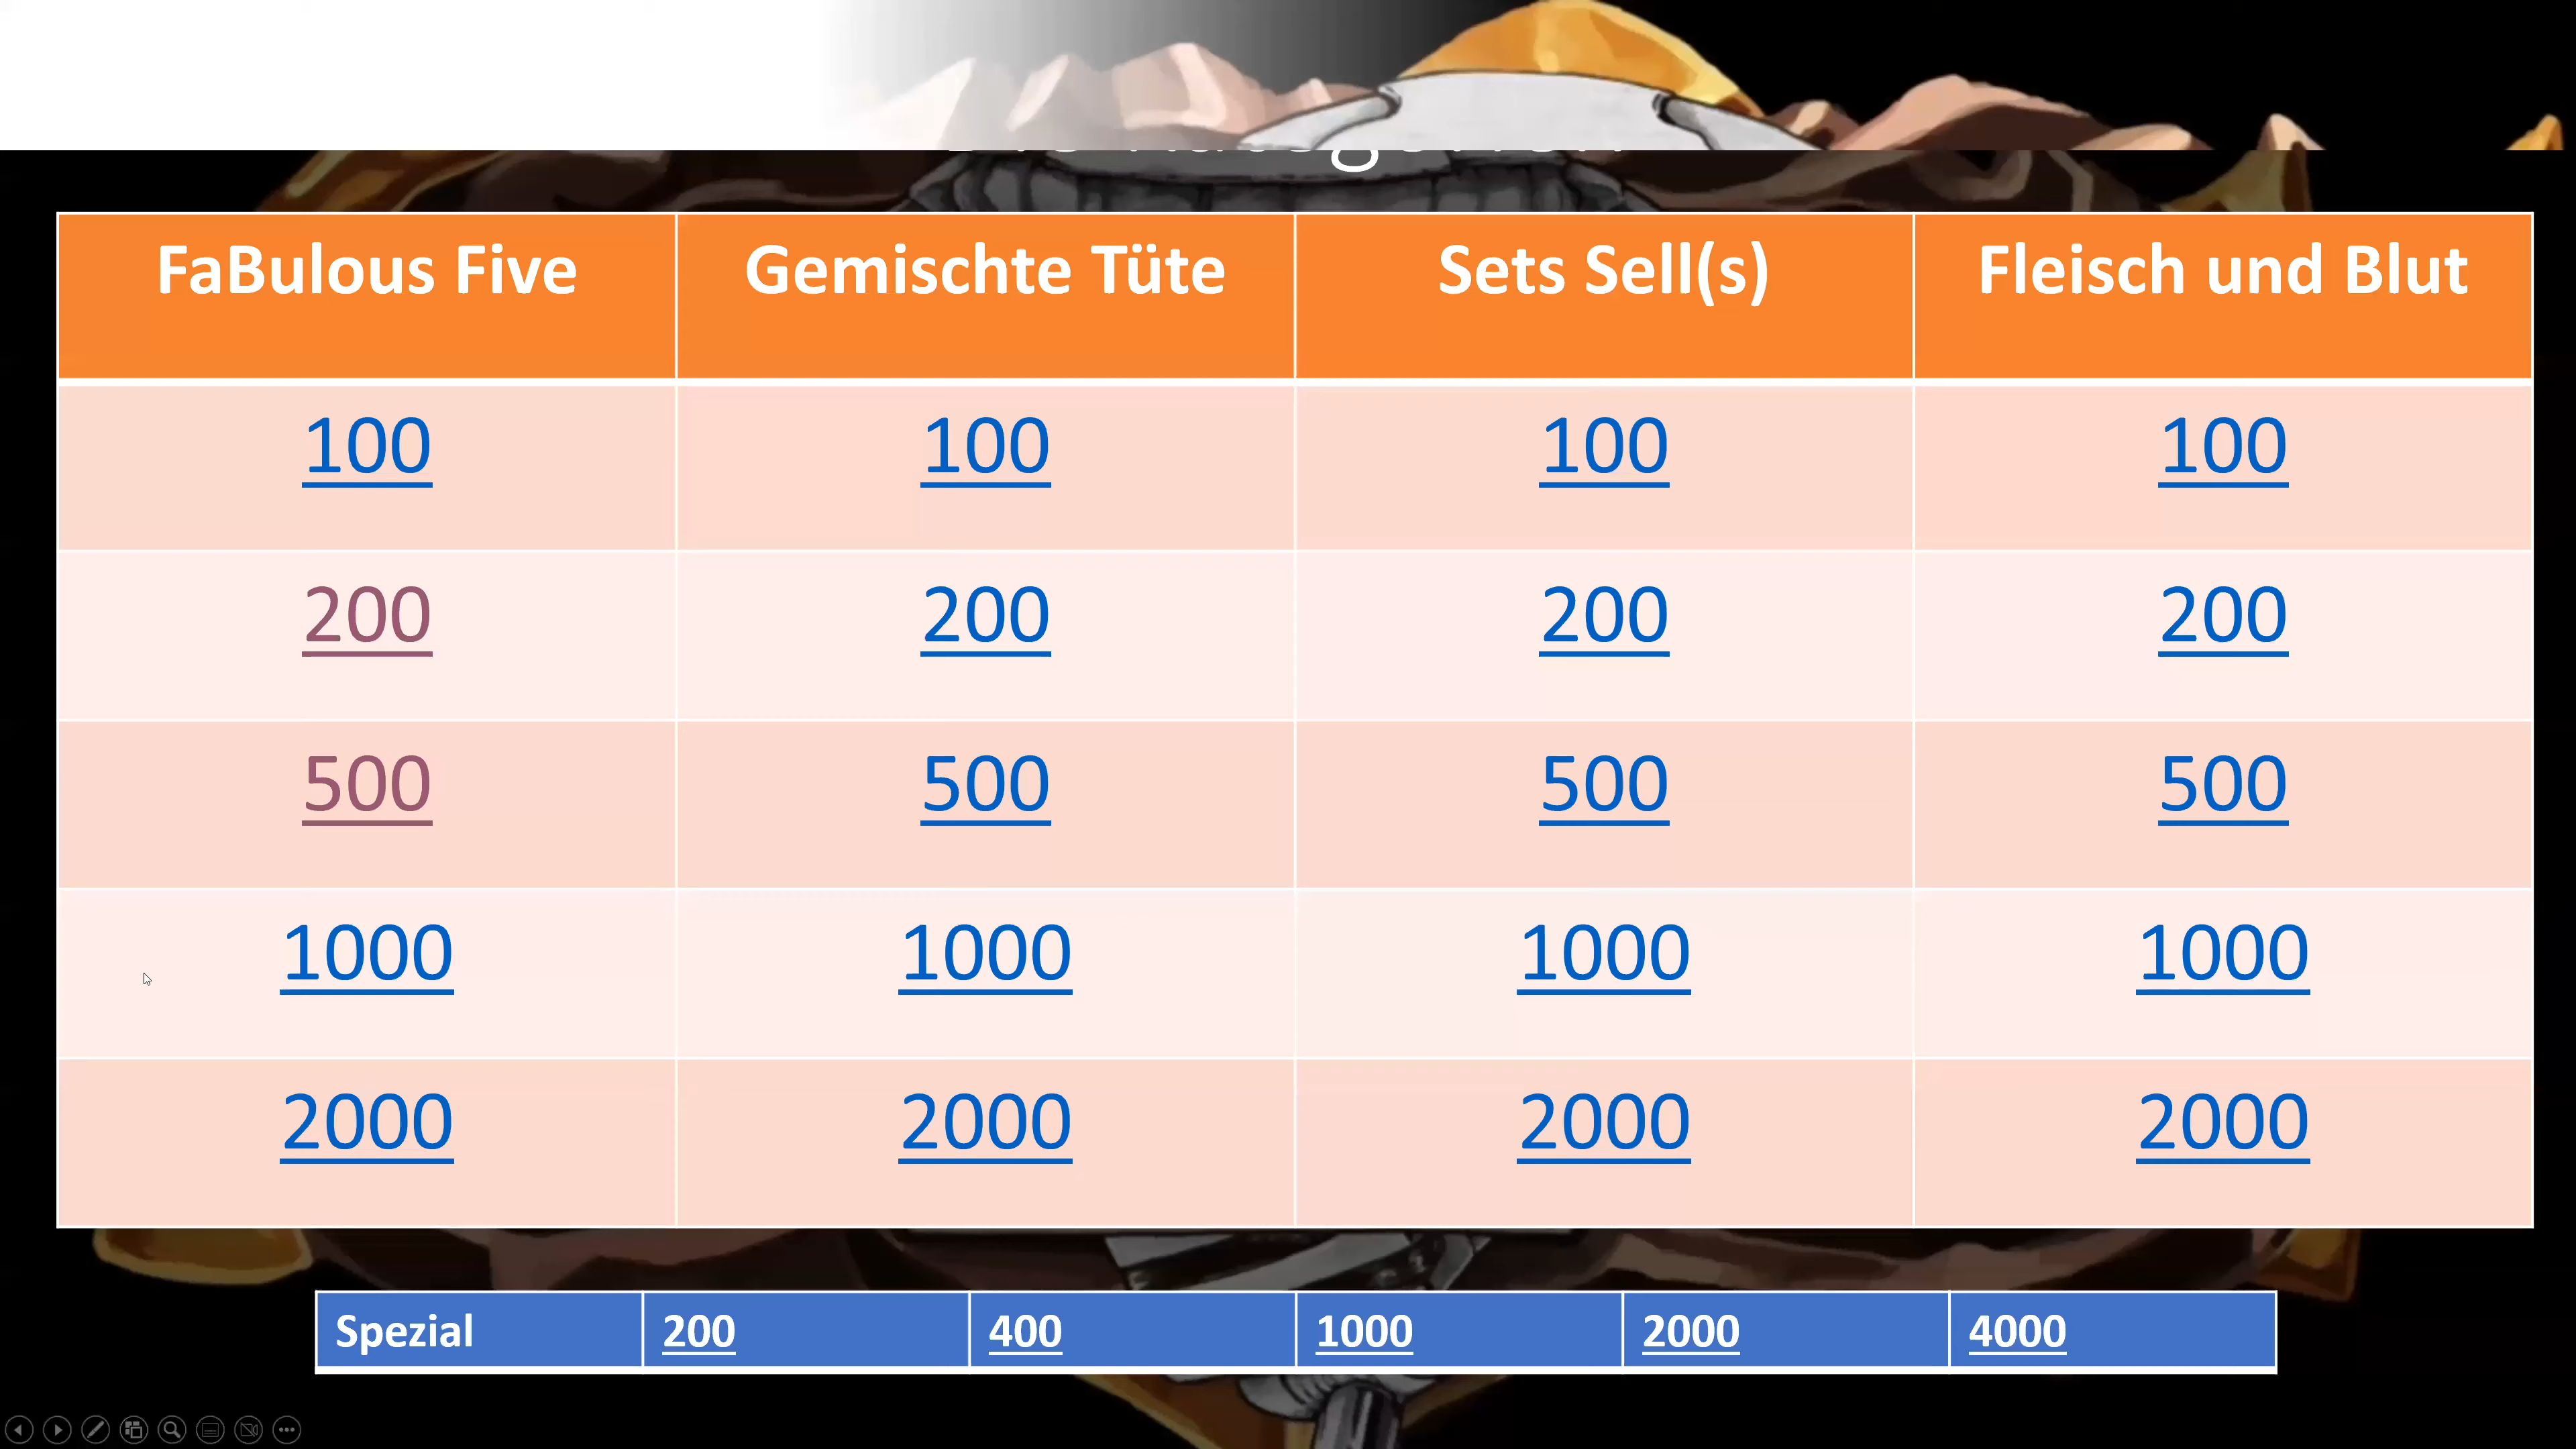 FaBulous Five Gemischte Tüte Sets Sell(s) Fleisch und Blut
100 100 100 100
200 200 200 200
500 500 500 500
1000 1000 1000 1000
2000 2000 2000 2000
Spezial 200 400 1000 2000 4000